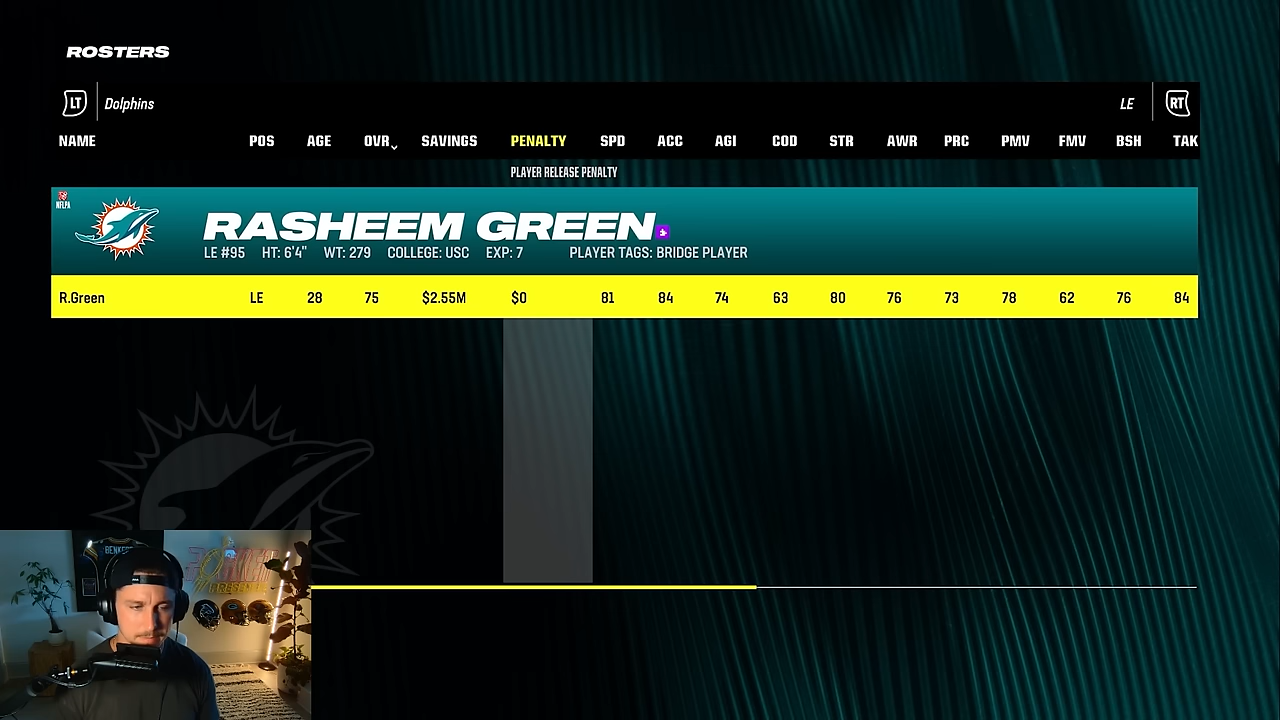 ROSTERS
LT Dolphins LE RT
NAME POS AGE OVR SAVINGS PENALTY SPD ACC AGI COD STR AWR PRC PMV FMV BSH TAK
PLAYER RELEASE PENALTY
NFLPA
RASHEEM GREEN
LE #95 HT: 6'4" WT: 279 COLLEGE: USC EXP: 7 PLAYER TAGS: BRIDGE PLAYER
R.Green LE 28 75 $2.55M $0 81 84 74 63 80 76 73 78 62 76 84